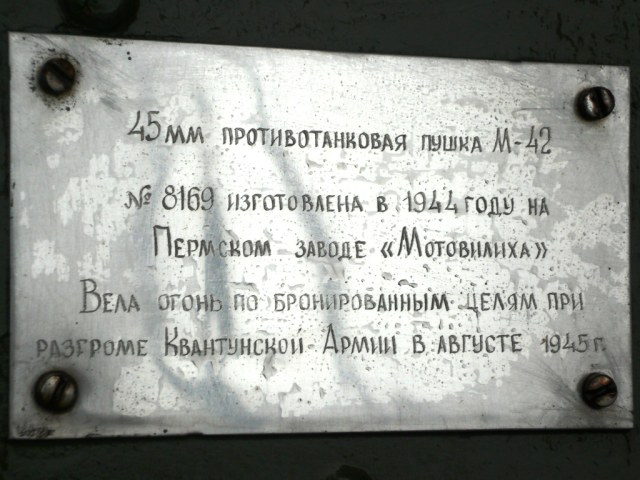 45мм противотанковая пушка М-42
№ 8169 изготовлена в 1944 году на
Пермском заводе «Мотовилиха»
Вела огонь по бронированным целям при
разгроме Квантунской Армии в августе 1945 г.